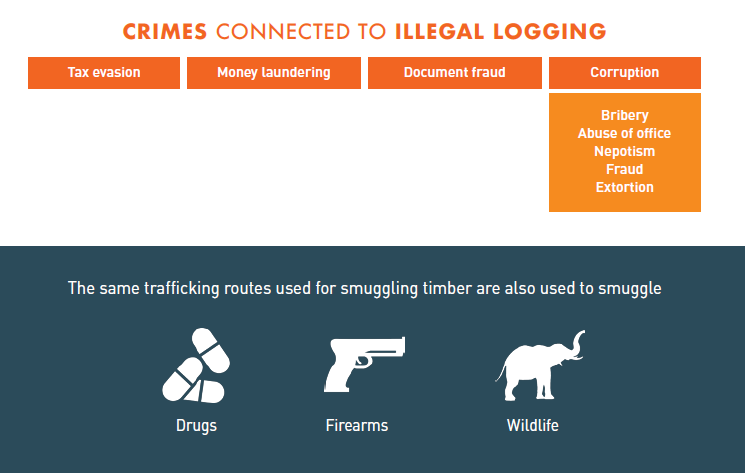 CRIMES CONNECTED TO ILLEGAL LOGGING
Tax evasion
Money laundering
Document fraud
Corruption
Bribery
Abuse of office
Nepotism
Fraud
Extortion
The same trafficking routes used for smuggling timber are also used to smuggle
Drugs
Firearms
Wildlife